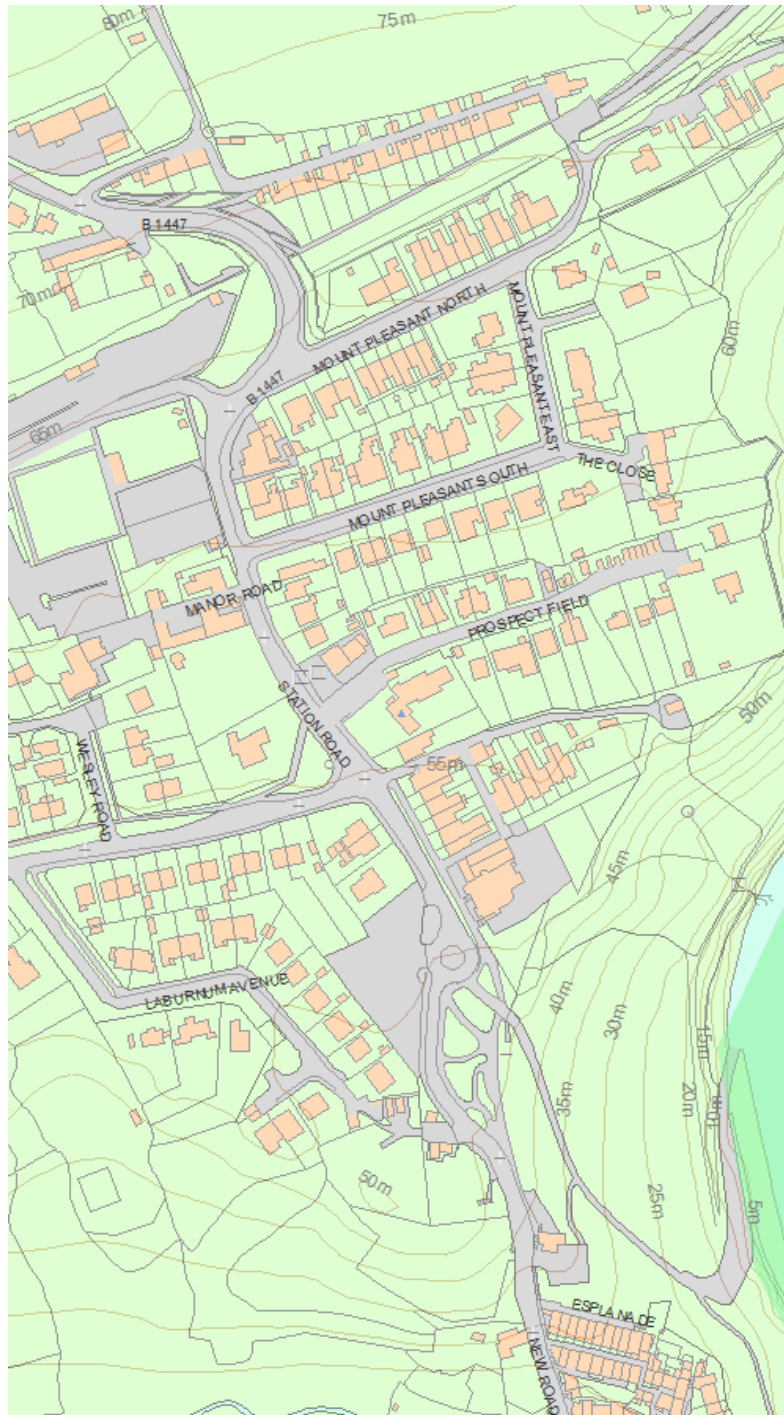 80m
75m
B 1447
70m
MOUNT PLEASANT NORTH
MOUNT PLEASANT EAST
60m
B 1447
65m
THE CLOSE
MOUNT PLEASANT SOUTH
MANOR ROAD
PROSPECT FIELD
STATION ROAD
50m
55m
WESLEY ROAD
45m
LABURNUM AVENUE
40m
30m
15m
35m
20m
10m
50m
25m
5m
ESPLANADE
NEW ROAD